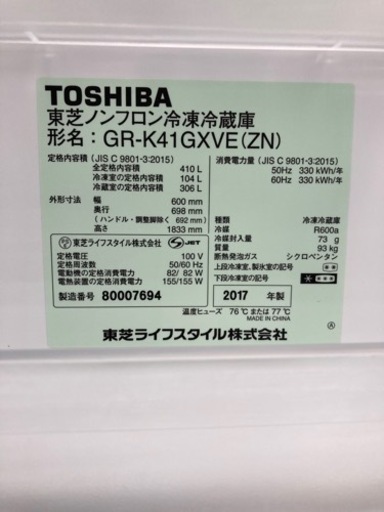 TOSHIBA
東芝ノンフロン冷凍冷蔵庫
形名：GR-K41GXVE(ZN)
定格内容積（JIS C 9801-3:2015）
全定格内容積 410 L
冷凍室の定格内容積 104 L
冷蔵室の定格内容積 306 L
外形寸法 幅 600 mm
奥行 698 mm
（ハンドル・調整脚除く 692 mm）
高さ 1833 mm
東芝ライフスタイル株式会社 JET
定格電圧 100 V
定格周波数 50/60 Hz
電動機の定格消費電力 82/ 82 W
電熱装置の定格消費電力 155/155 W
製造番号 80007694
消費電力量（JIS C 9801-3:2015）
50Hz 330 kWh/年
60Hz 330 kWh/年
種類 冷凍冷蔵庫
冷媒 R600a
冷媒封入量 73 g
質量 93 kg
断熱発泡ガス シクロペンタン
上段冷凍室、製氷室の記号
下段冷凍室の記号
2017 年製
温度ヒューズ 76℃ または 77℃
東芝ライフスタイル株式会社
Ⓐ